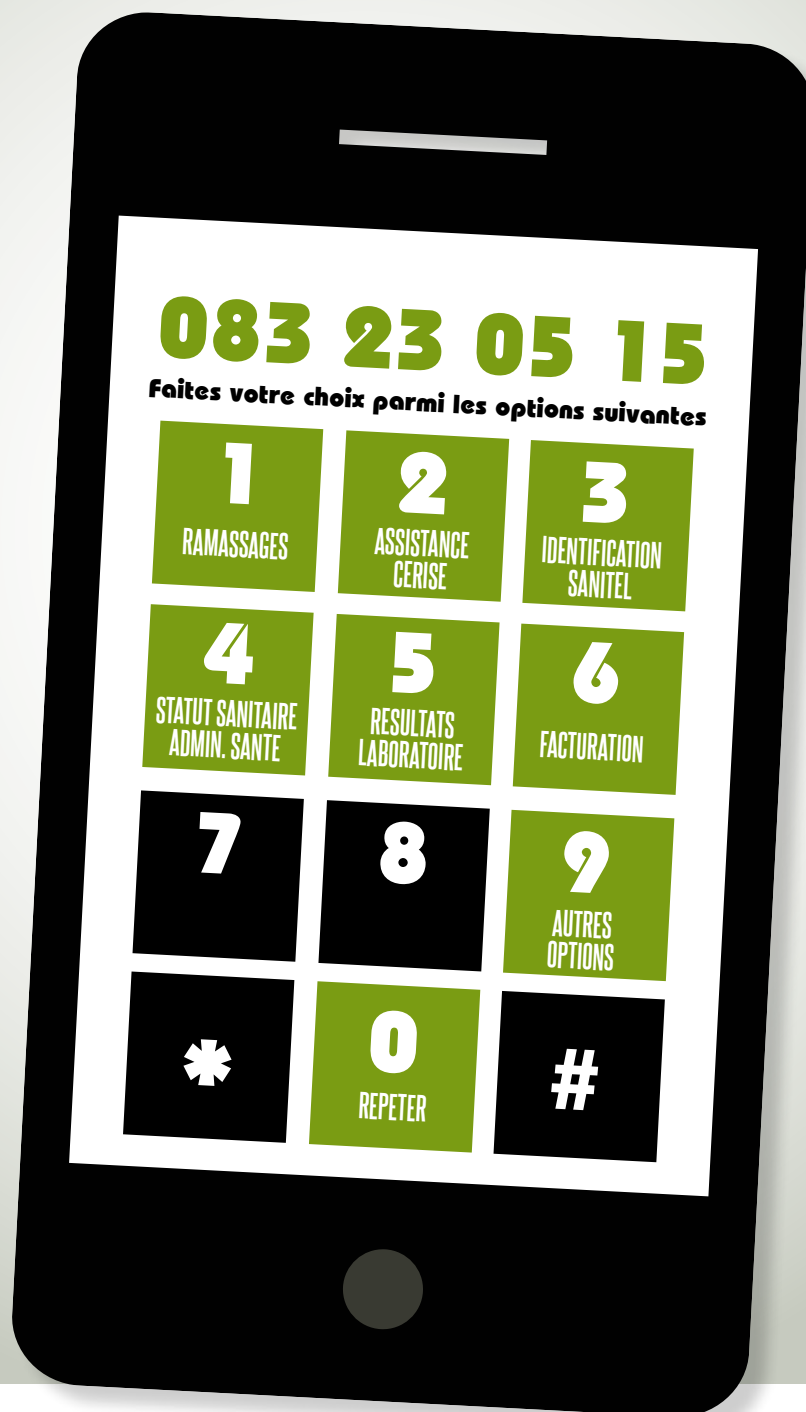 083 23 05 15
Faites votre choix parmi les options suivantes
1
RAMASSAGES
2
ASSISTANCE
CERISE
3
IDENTIFICATION
SANITEL
4
STATUT SANITAIRE
ADMIN. SANTE
5
RESULTATS
LABORATOIRE
6
FACTURATION
7
8
9
AUTRES
OPTIONS
*
0
REPETER
#